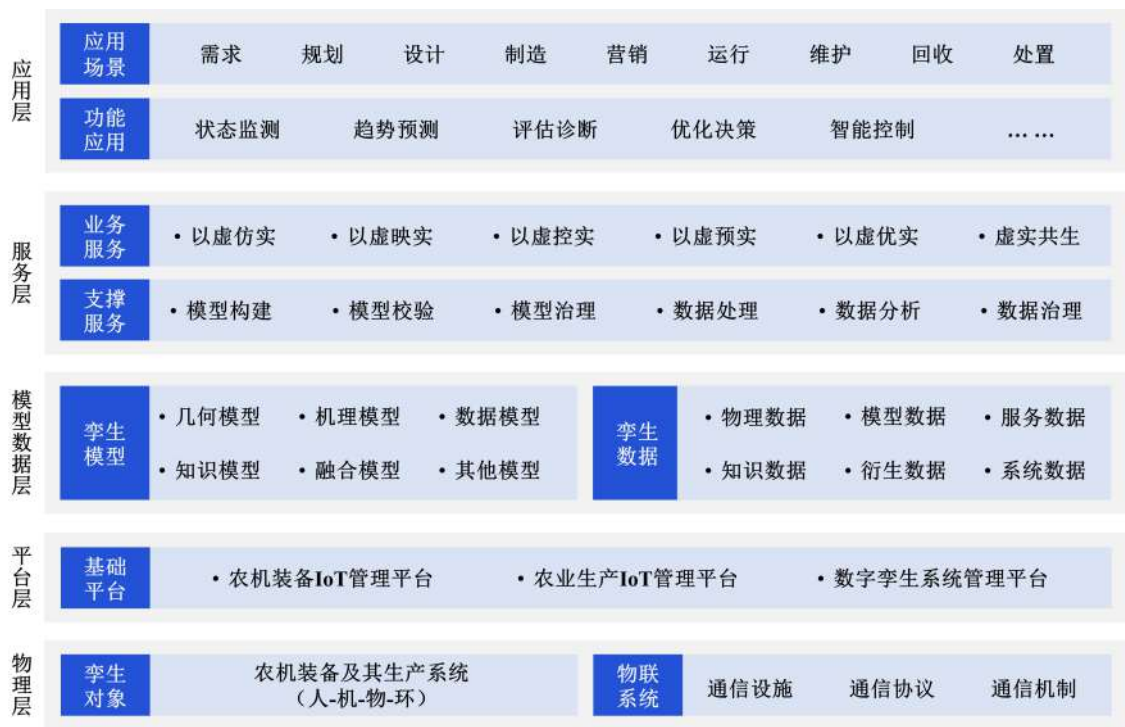 应用层
应用
场景
需求 规划 设计 制造 营销 运行 维护 回收 处置
功能
应用
状态监测 趋势预测 评估诊断 优化决策 智能控制 … …
服务层
业务
服务
• 以虚仿实 • 以虚映实 • 以虚控实 • 以虚预实 • 以虚优实 • 虚实共生
支撑
服务
• 模型构建 • 模型校验 • 模型治理 • 数据处理 • 数据分析 • 数据治理
模型数据层
孪生
模型
• 几何模型 • 机理模型 • 数据模型
• 知识模型 • 融合模型 • 其他模型
孪生
数据
• 物理数据 • 模型数据 • 服务数据
• 知识数据 • 衍生数据 • 系统数据
平台层
基础
平台
• 农机装备IoT管理平台 • 农业生产IoT管理平台 • 数字孪生系统管理平台
物理层
孪生
对象
农机装备及其生产系统
（人-机-物-环）
物联
系统
通信设施 通信协议 通信机制